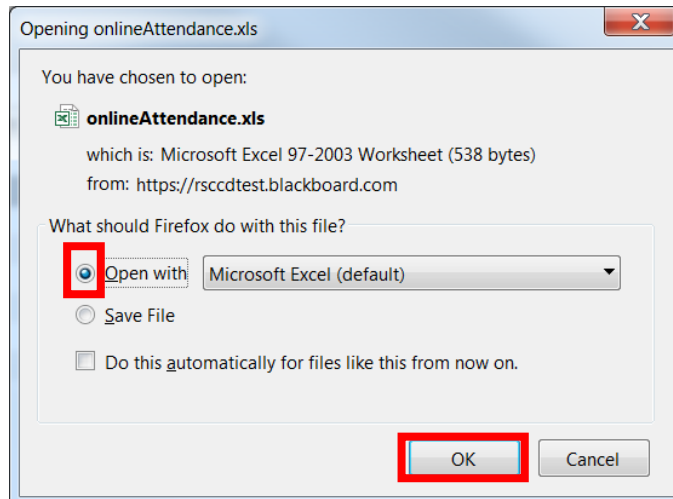 Opening onlineAttendance.xls
You have chosen to open:
onlineAttendance.xls
which is: Microsoft Excel 97-2003 Worksheet (538 bytes)
from: https://rsccdtest.blackboard.com
What should Firefox do with this file?
Open with Microsoft Excel (default)
Save File
Do this automatically for files like this from now on.
OK Cancel